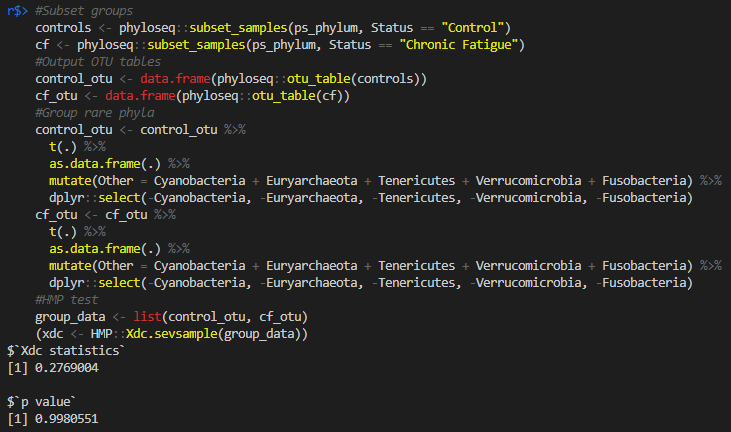 r$> #Subset groups
controls <- phyloseq::subset_samples(ps_phylum, Status == "Control")
cf <- phyloseq::subset_samples(ps_phylum, Status == "Chronic Fatigue")
#Output OTU tables
control_otu <- data.frame(phyloseq::otu_table(controls))
cf_otu <- data.frame(phyloseq::otu_table(cf))
#Group rare phyla
control_otu <- control_otu %>%
t(.) %>%
as.data.frame(.) %>%
mutate(Other = Cyanobacteria + Euryarchaeota + Tenericutes + Verrucomicrobia + Fusobacteria) %>%
dplyr::select(-Cyanobacteria, -Euryarchaeota, -Tenericutes, -Verrucomicrobia, -Fusobacteria)
cf_otu <- cf_otu %>%
t(.) %>%
as.data.frame(.) %>%
mutate(Other = Cyanobacteria + Euryarchaeota + Tenericutes + Verrucomicrobia + Fusobacteria) %>%
dplyr::select(-Cyanobacteria, -Euryarchaeota, -Tenericutes, -Verrucomicrobia, -Fusobacteria)
#HMP test
group_data <- list(control_otu, cf_otu)
(xdc <- HMP::Xdc.sevsample(group_data))
$`Xdc statistics`
[1] 0.2769004

$`p value`
[1] 0.9980551